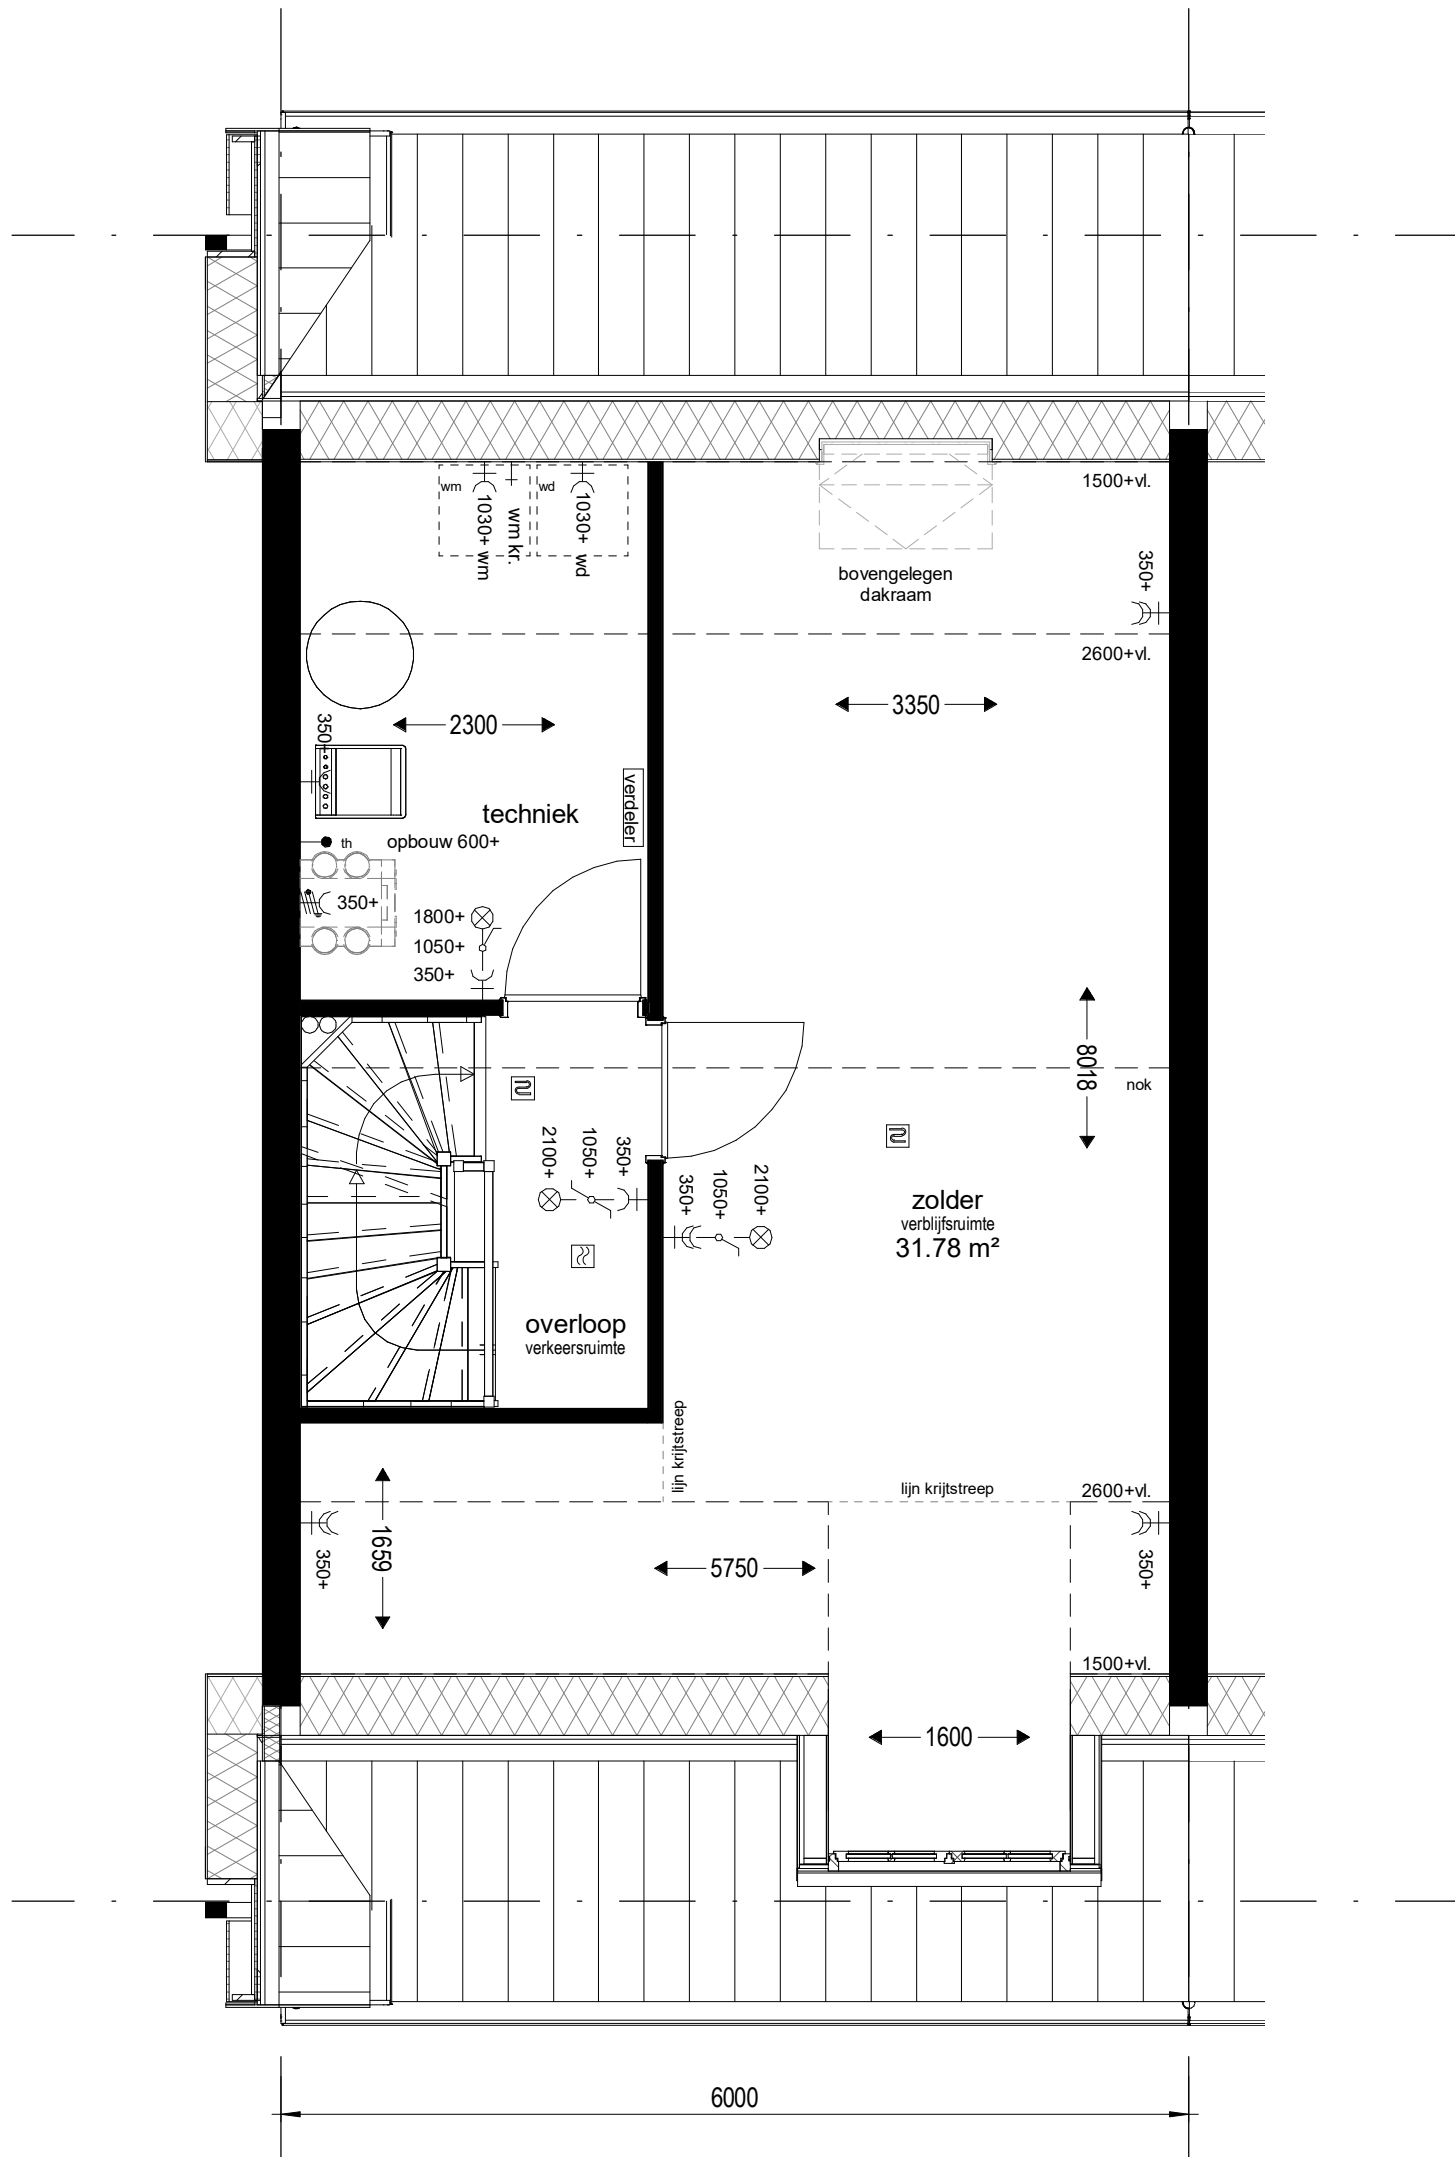 1500+vl.
wm
wd
1030+ wm
wm kr.
1030+ wd
bovengelegen
dakraam
350+
2600+vl.
3350
2300
350+
verdeler
techniek
th
opbouw 600+
350+
1800+
1050+
350+
8018
nok
2100+
1050+
350+
350+
1050+
2100+
zolder
verblijfsruimte
31.78 m²
overloop
verkeersruimte
lijn krijtstreep
lijn krijtstreep
2600+vl.
1659
350+
5750
350+
1500+vl.
1600
6000